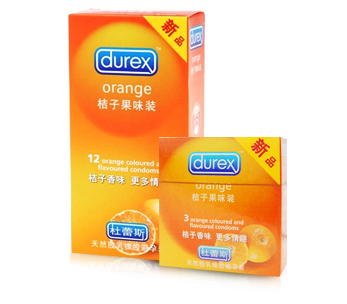 新品
durex
orange
桔子果味装
12 orange coloured and
flavoured condoms
桔子香味 更多情趣
杜蕾斯
新品
durex
orange
桔子果味装
3 orange coloured and
flavoured condoms
桔子香味 更多情趣
杜蕾斯